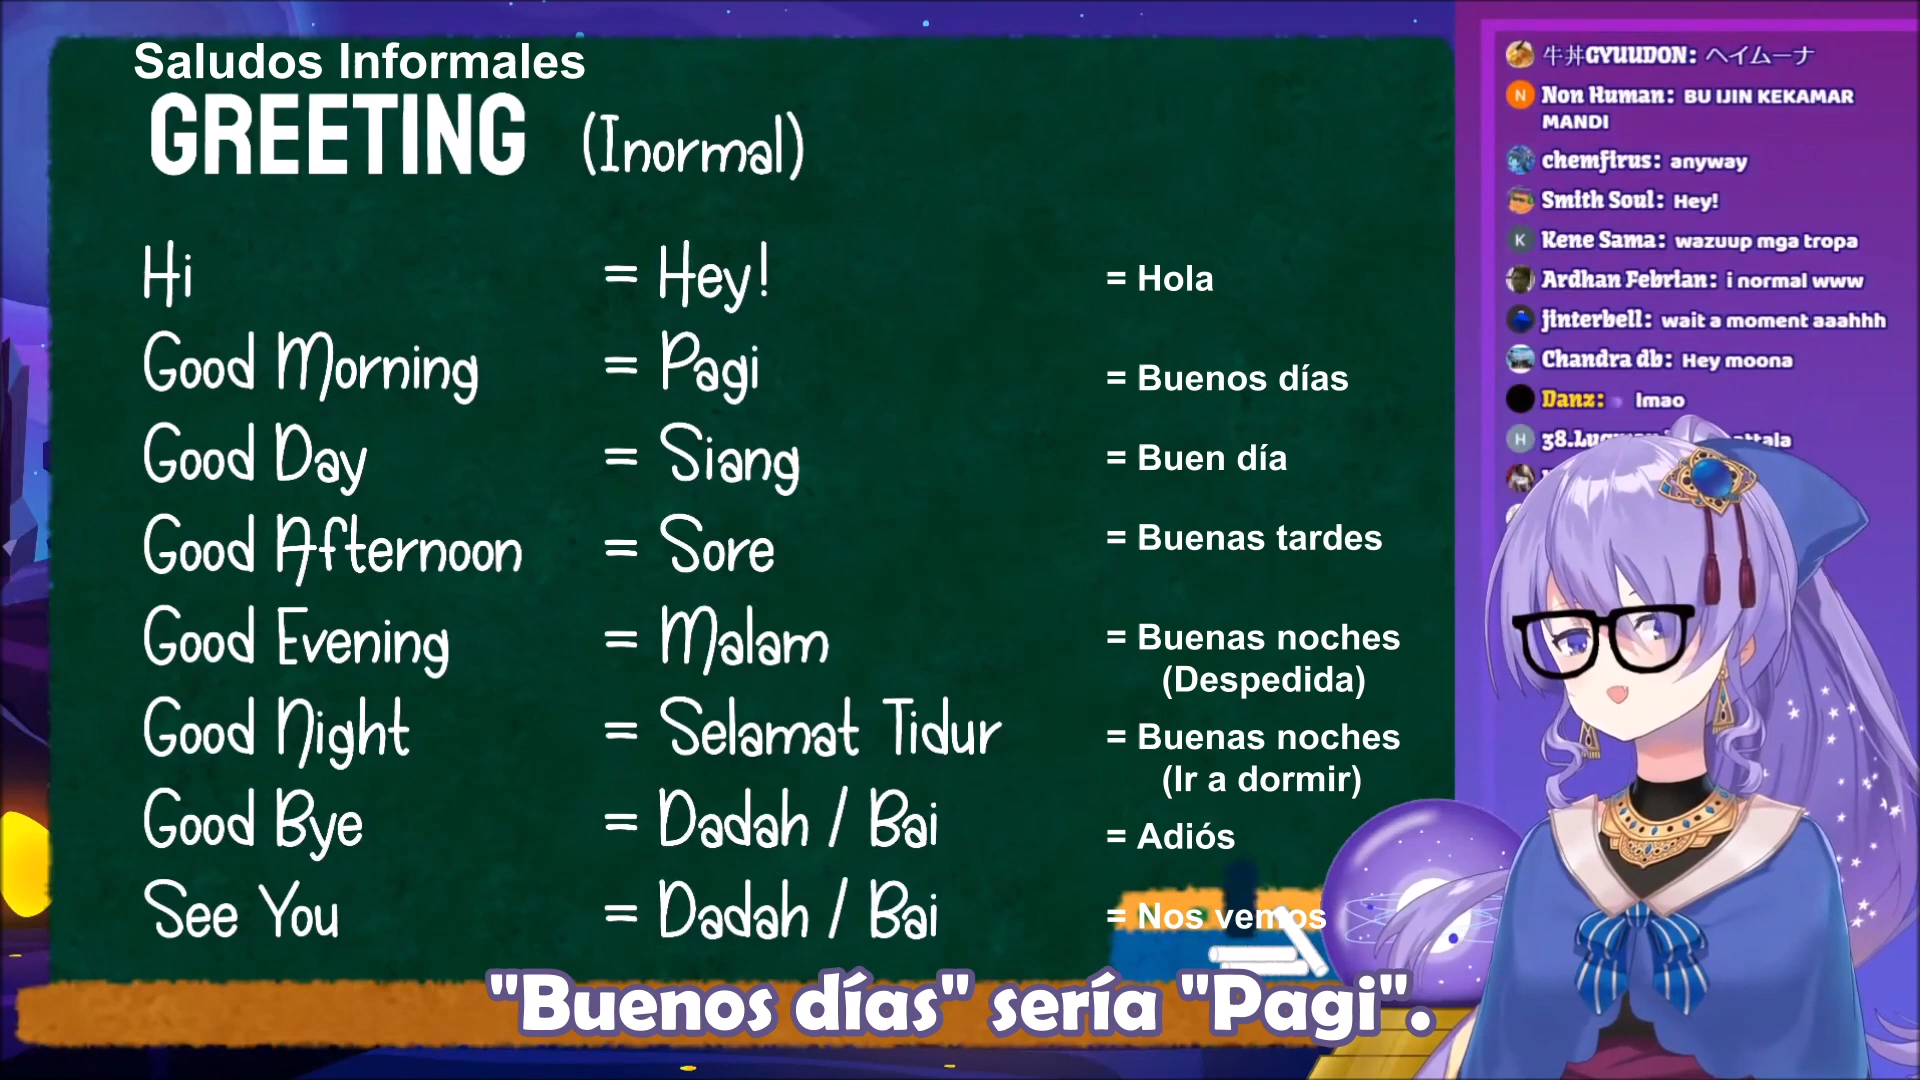 Saludos Informales
GREETING (Inormal)
Hi = Hey! = Hola
Good Morning = Pagi = Buenos días
Good Day = Siang = Buen día
Good Afternoon = Sore = Buenas tardes
Good Evening = Malam = Buenas noches
(Despedida)
Good Night = Selamat Tidur = Buenas noches
(Ir a dormir)
Good Bye = Dadah / Bai = Adiós
See You = Dadah / Bai = Nos vemos
"Buenos días" sería "Pagi".
牛丼GYUUDON: ヘイムーナ
N Non Human: BU IJIN KEKAMAR
MANDI
chemfirus: anyway
Smith Soul: Hey!
K Kene Sama: wazuup mga tropa
Ardhan Febrian: i normal www
jinterbell: wait a moment aaahhh
Chandra db: Hey moona
Danz: lmao
H